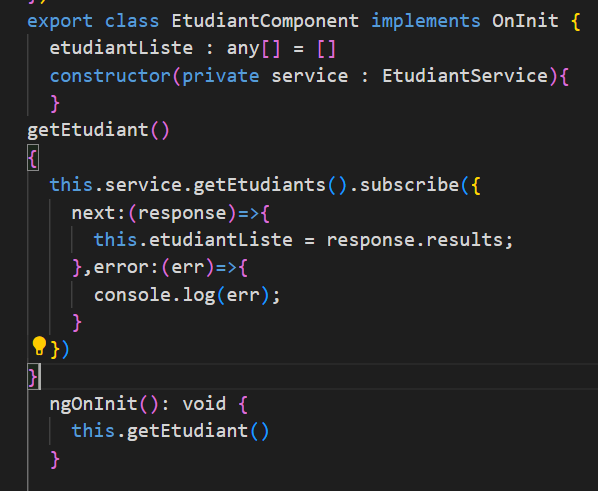 })
export class EtudiantComponent implements OnInit {
etudiantListe : any[] = []
constructor(private service : EtudiantService){
}
getEtudiant()
{
this.service.getEtudiants().subscribe({
next:(response)=>{
this.etudiantListe = response.results;
},error:(err)=>{
console.log(err);
}
})
}
ngOnInit(): void {
this.getEtudiant()
}